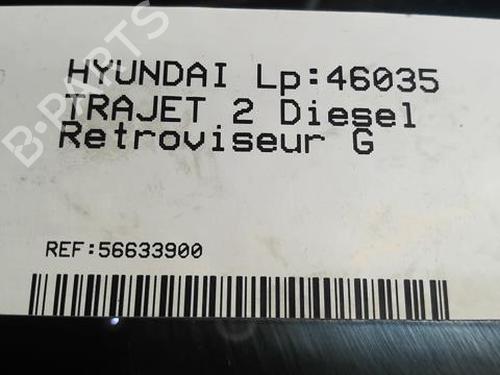 HYUNDAI Lp:46035
TRAJET 2 Diesel
Retroviseur G
REF:56633900
B-PARTS